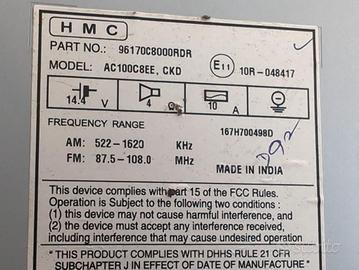 HMC
PART NO.: 96170C8000RDR
MODEL: AC100C8EE, CKD
E11 10R-048417
14.4 V
4 Ω
10 A
FREQUENCY RANGE
167H700498D
AM: 522-1620 KHz
FM: 87.5-108.0 MHz
MADE IN INDIA
This device complies with part 15 of the FCC Rules.
Operation is Subject to the following two conditions :
(1) this device may not cause harmful interference, and
(2) the device must accept any interference received,
including interference that may cause undesired operation
"THIS PRODUCT COMPLIES WITH DHHS RULE 21 CFR
SUBCHAPTER J IN EFFECT OF DATE OF MANUFACTURE"